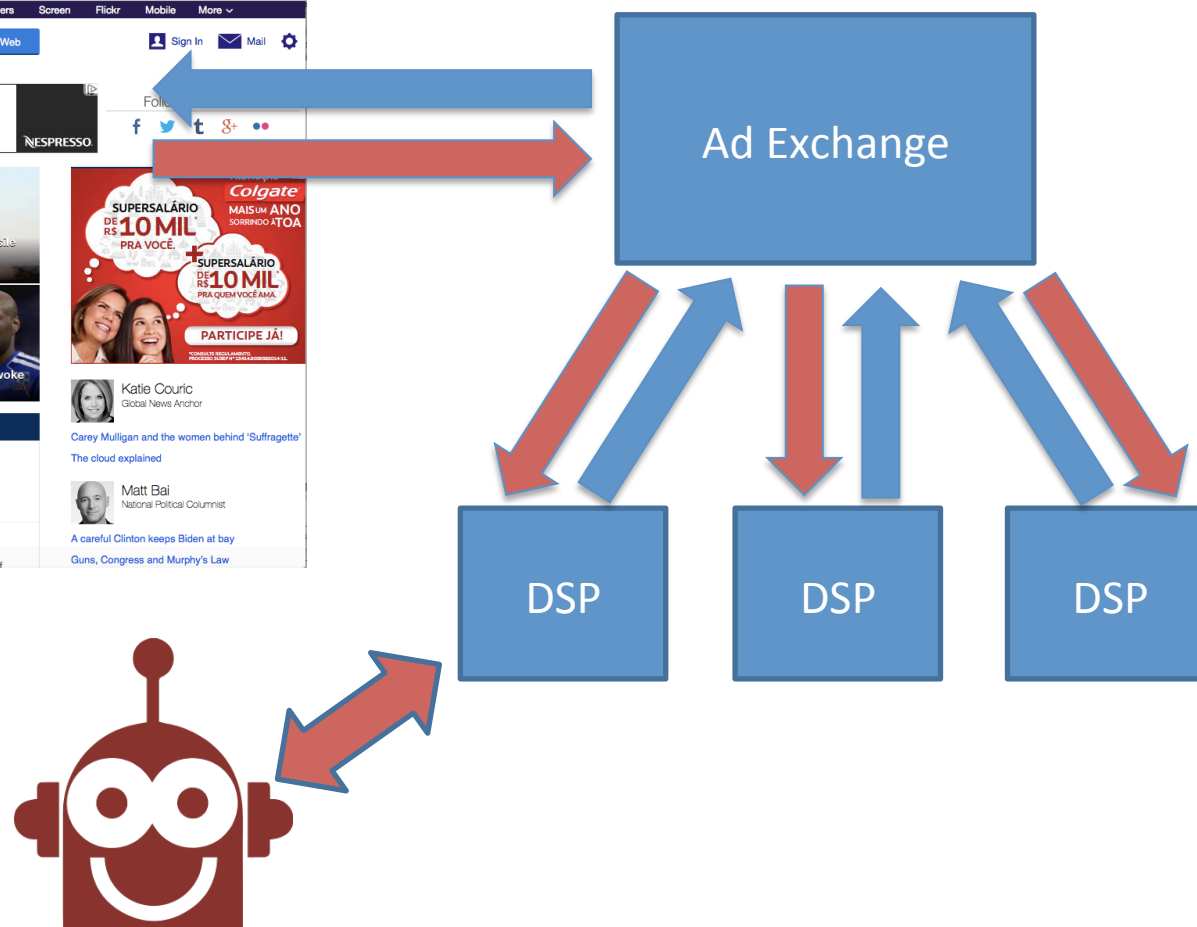 Screen Flickr Mobile More
Web
Sign In Mail
NESPRESSO.
f t g+
Colgate
SUPERSALÁRIO
DE
R$ 10 MIL*
PRA VOCÊ.
MAIS UM ANO
SORRINDO À TOA
+
SUPERSALÁRIO
DE
R$ 10 MIL*
PRA QUEM VOCÊ AMA.
PARTICIPE JÁ!
*CONSULTE REGULAMENTO.
Katie Couric
Global News Anchor
Carey Mulligan and the women behind ‘Suffragette’
The cloud explained
Matt Bai
National Political Columnist
A careful Clinton keeps Biden at bay
Guns, Congress and Murphy’s Law
Ad Exchange
DSP
DSP
DSP